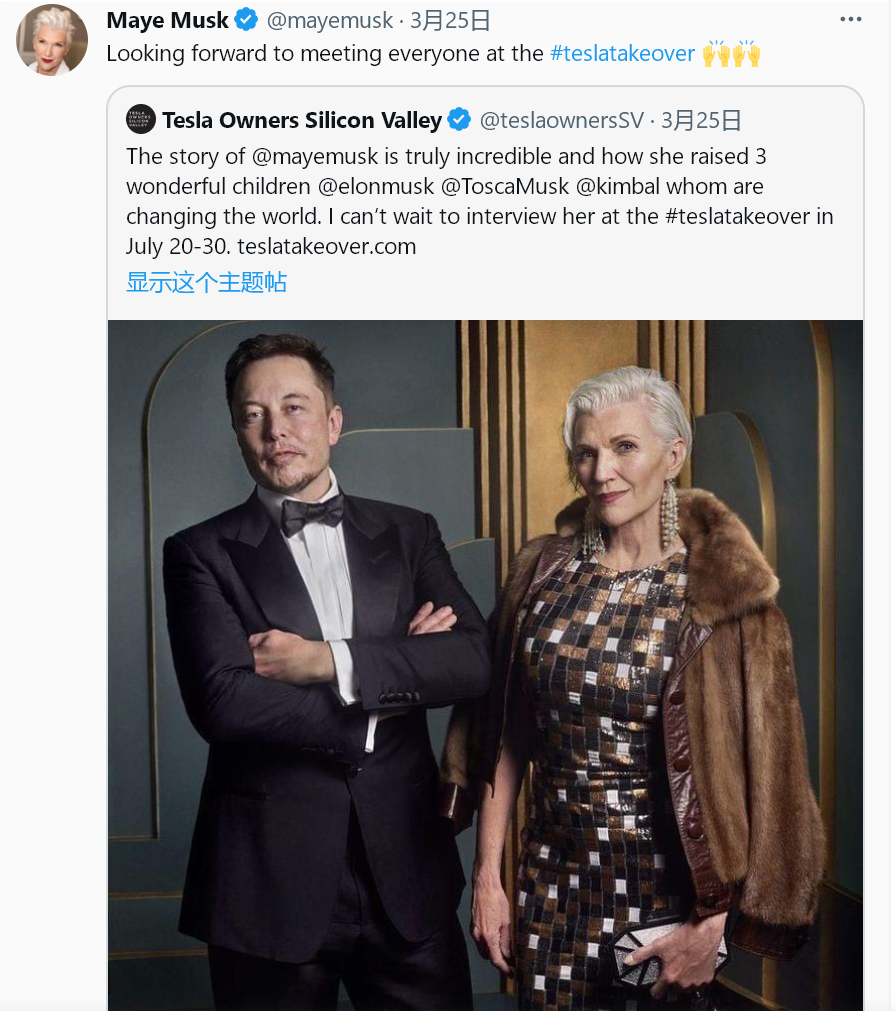 Maye Musk @mayemusk · 3月25日
Looking forward to meeting everyone at the #teslatakeover 🙌🙌
Tesla Owners Silicon Valley @teslaownersSV · 3月25日
The story of @mayemusk is truly incredible and how she raised 3
wonderful children @elonmusk @ToscaMusk @kimbal whom are
changing the world. I can’t wait to interview her at the #teslatakeover in
July 20-30. teslatakeover.com
显示这个主题帖